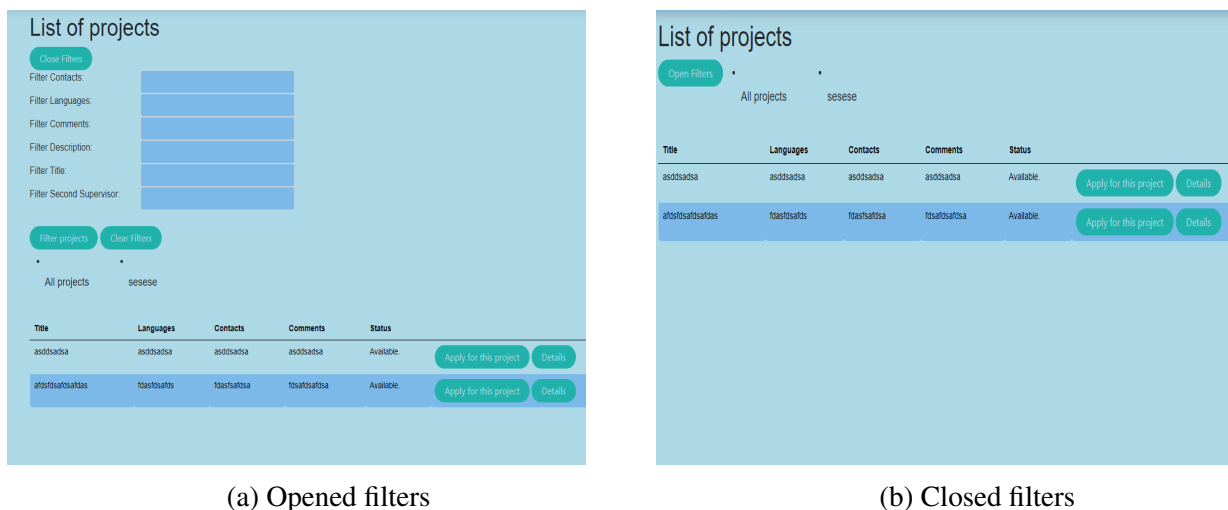 List of projects
Close Filters
Filter Contacts:
Filter Languages:
Filter Comments:
Filter Description:
Filter Title:
Filter Second Supervisor:
Filter projects Clear Filters
• •
All projects sesese
Title Languages Contacts Comments Status
asddsadsa asddsadsa asddsadsa asddsadsa Available. Apply for this project Details
afdsfdsafdsafdas fdasfdsafds fdasfsafdsa fdsafdsafdsa Available. Apply for this project Details
(a) Opened filters
List of projects
Open Filters • •
All projects sesese
Title Languages Contacts Comments Status
asddsadsa asddsadsa asddsadsa asddsadsa Available. Apply for this project Details
afdsfdsafdsafdas fdasfdsafds fdasfsafdsa fdsafdsafdsa Available. Apply for this project Details
(b) Closed filters